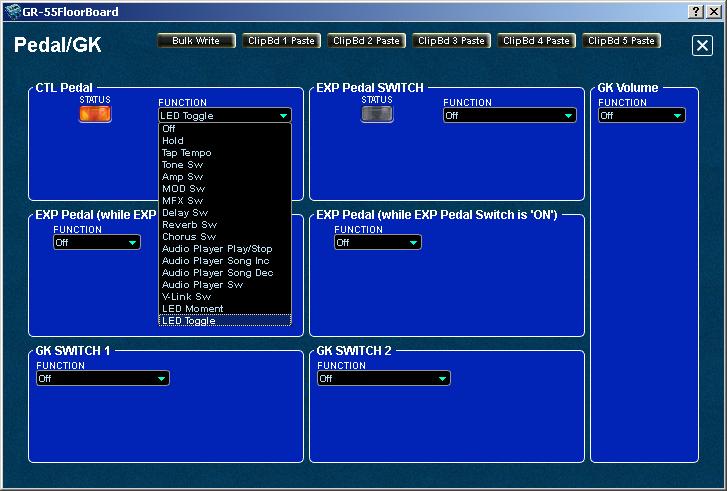 GR-55FloorBoard
Pedal/GK
Bulk Write
ClipBd 1 Paste
ClipBd 2 Paste
ClipBd 3 Paste
ClipBd 4 Paste
ClipBd 5 Paste
CTL Pedal
STATUS
FUNCTION
LED Toggle
Off
Hold
Tap Tempo
Tone Sw
Amp Sw
MOD Sw
MFX Sw
Delay Sw
Reverb Sw
Chorus Sw
Audio Player Play/Stop
Audio Player Song Inc
Audio Player Song Dec
Audio Player Sw
V-Link Sw
LED Moment
LED Toggle
EXP Pedal SWITCH
STATUS
FUNCTION
Off
GK Volume
FUNCTION
Off
EXP Pedal (while EXP
FUNCTION
Off
EXP Pedal (while EXP Pedal Switch is 'ON')
FUNCTION
Off
GK SWITCH 1
FUNCTION
Off
GK SWITCH 2
FUNCTION
Off